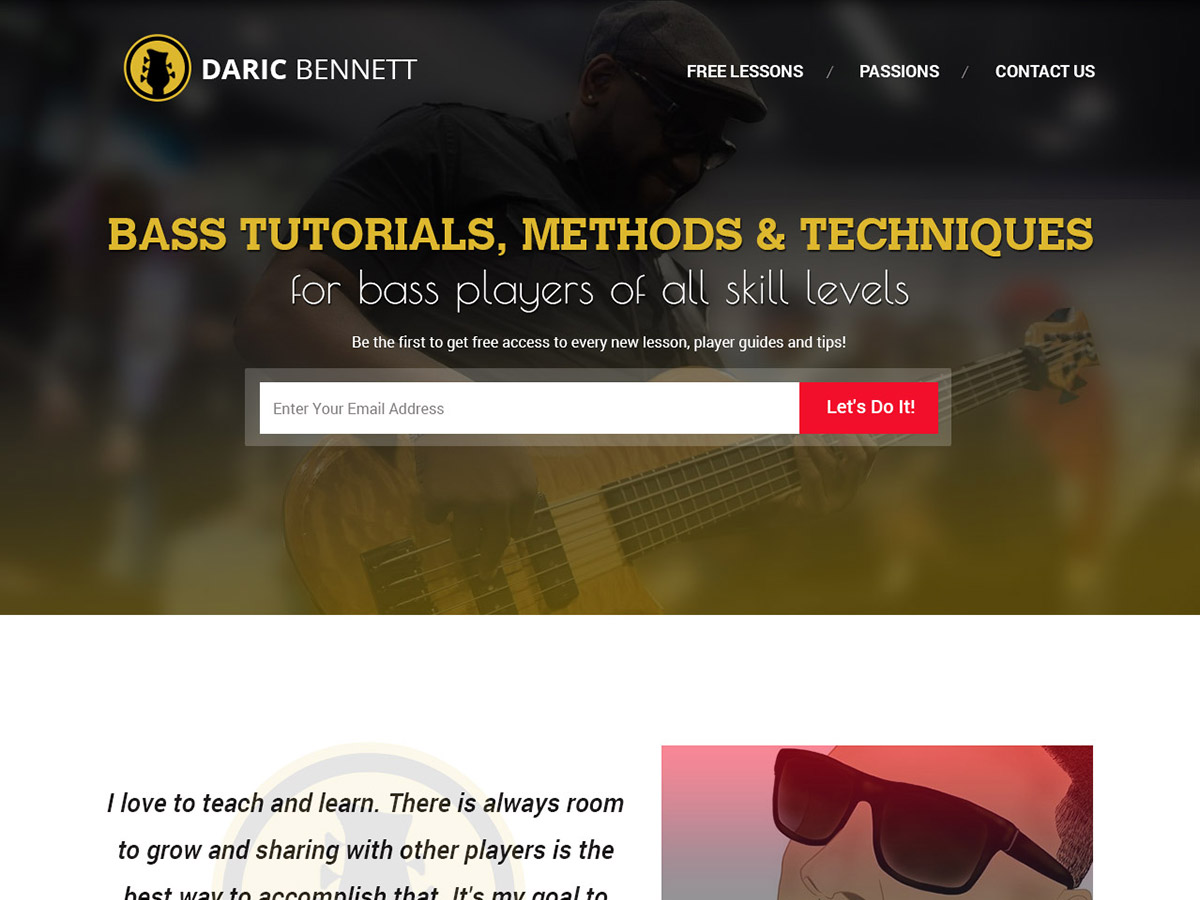 DARIC BENNETT
FREE LESSONS / PASSIONS / CONTACT US
BASS TUTORIALS, METHODS & TECHNIQUES
for bass players of all skill levels
Be the first to get free access to every new lesson, player guides and tips!
Enter Your Email Address
Let's Do It!
I love to teach and learn. There is always room
to grow and sharing with other players is the
best way to accomplish that. It's my goal to